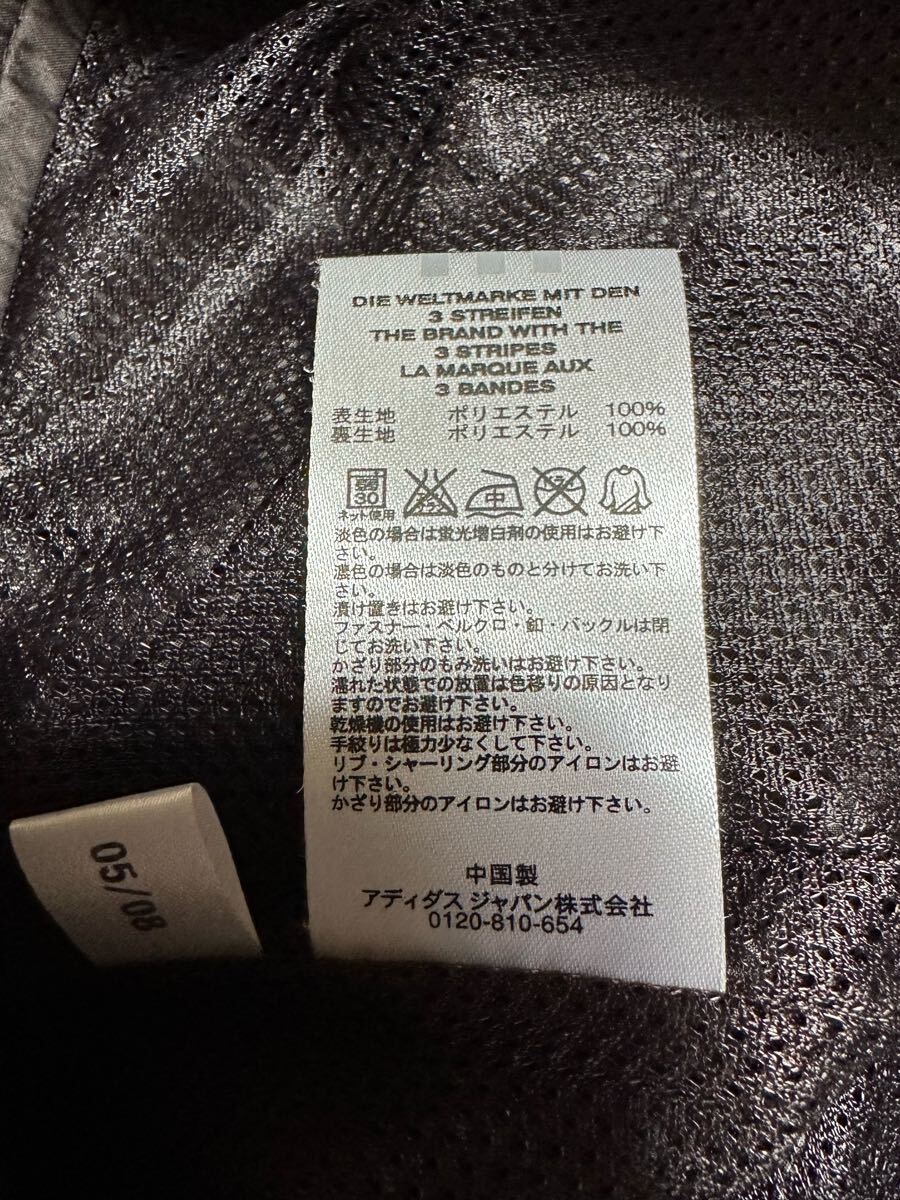 DIE WELTMARKE MIT DEN
3 STREIFEN
THE BRAND WITH THE
3 STRIPES
LA MARQUE AUX
3 BANDES
表生地 ポリエステル 100%
裏生地 ポリエステル 100%
30
中
ネット使用
淡色の場合は蛍光増白剤の使用はお避け下
さい。
濃色の場合は淡色のものと分けてお洗い下
さい。
漬け置きはお避け下さい。
ファスナー・ベルクロ・釦・バックルは閉
じてお洗い下さい。
かざり部分のもみ洗いはお避け下さい。
濡れた状態での放置は色移りの原因となり
ますのでお避け下さい。
乾燥機の使用はお避け下さい。
手絞りは極力少なくして下さい。
リブ・シャーリング部分のアイロンはお避
け下さい。
かざり部分のアイロンはお避け下さい。
中国製
アディダス ジャパン株式会社
0120-810-654
05/08